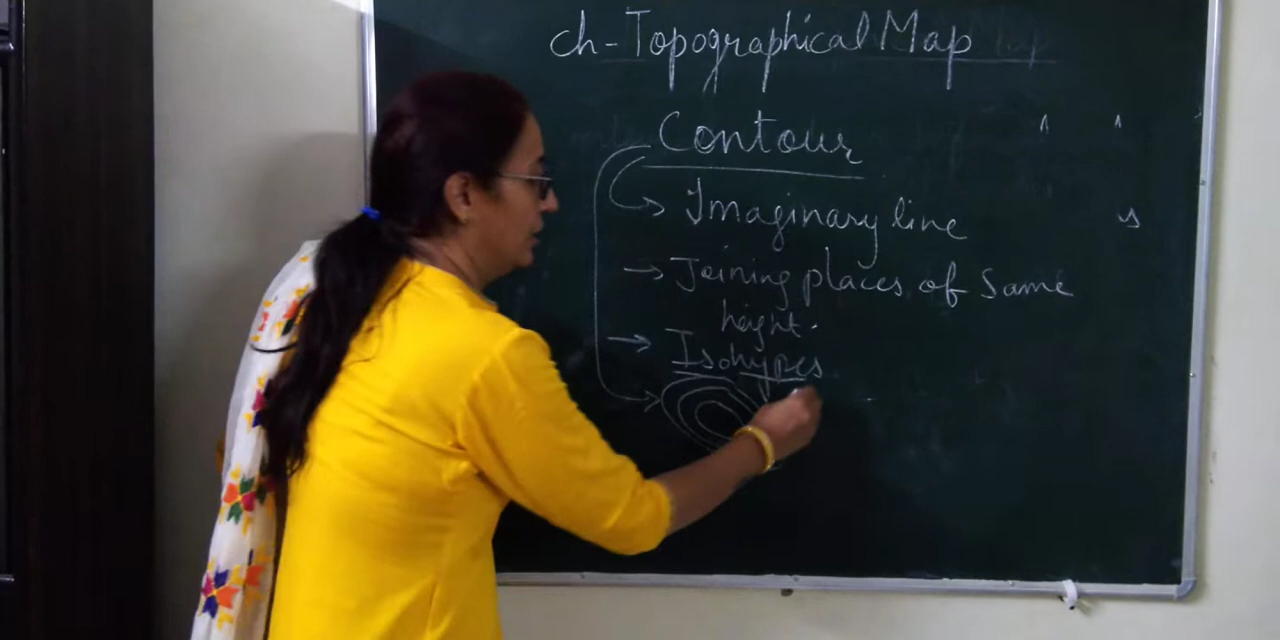 ch - Topographical Map
Contour
→ Imaginary line
→ Joining places of Same
height.
→ Isohypes